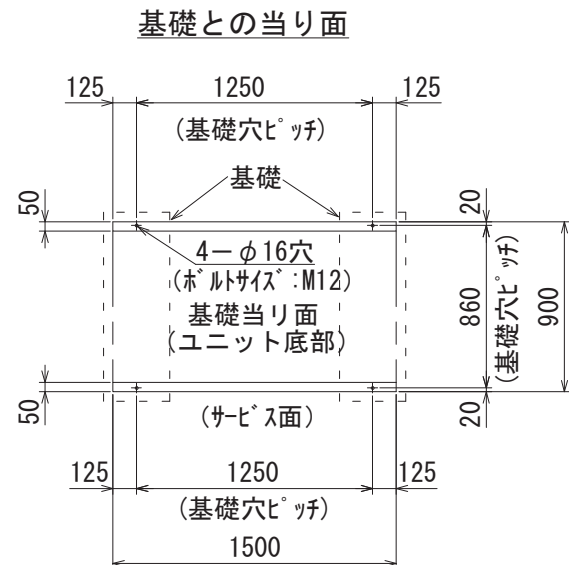 基礎との当り面
125
1250
125
(基礎穴ピッチ)
基礎
50
20
4－φ16穴
(ボルトサイズ:M12)
基礎当り面
(ユニット底部)
860
(基礎穴ピッチ)
900
50
(サービス面)
20
125
1250
125
(基礎穴ピッチ)
1500